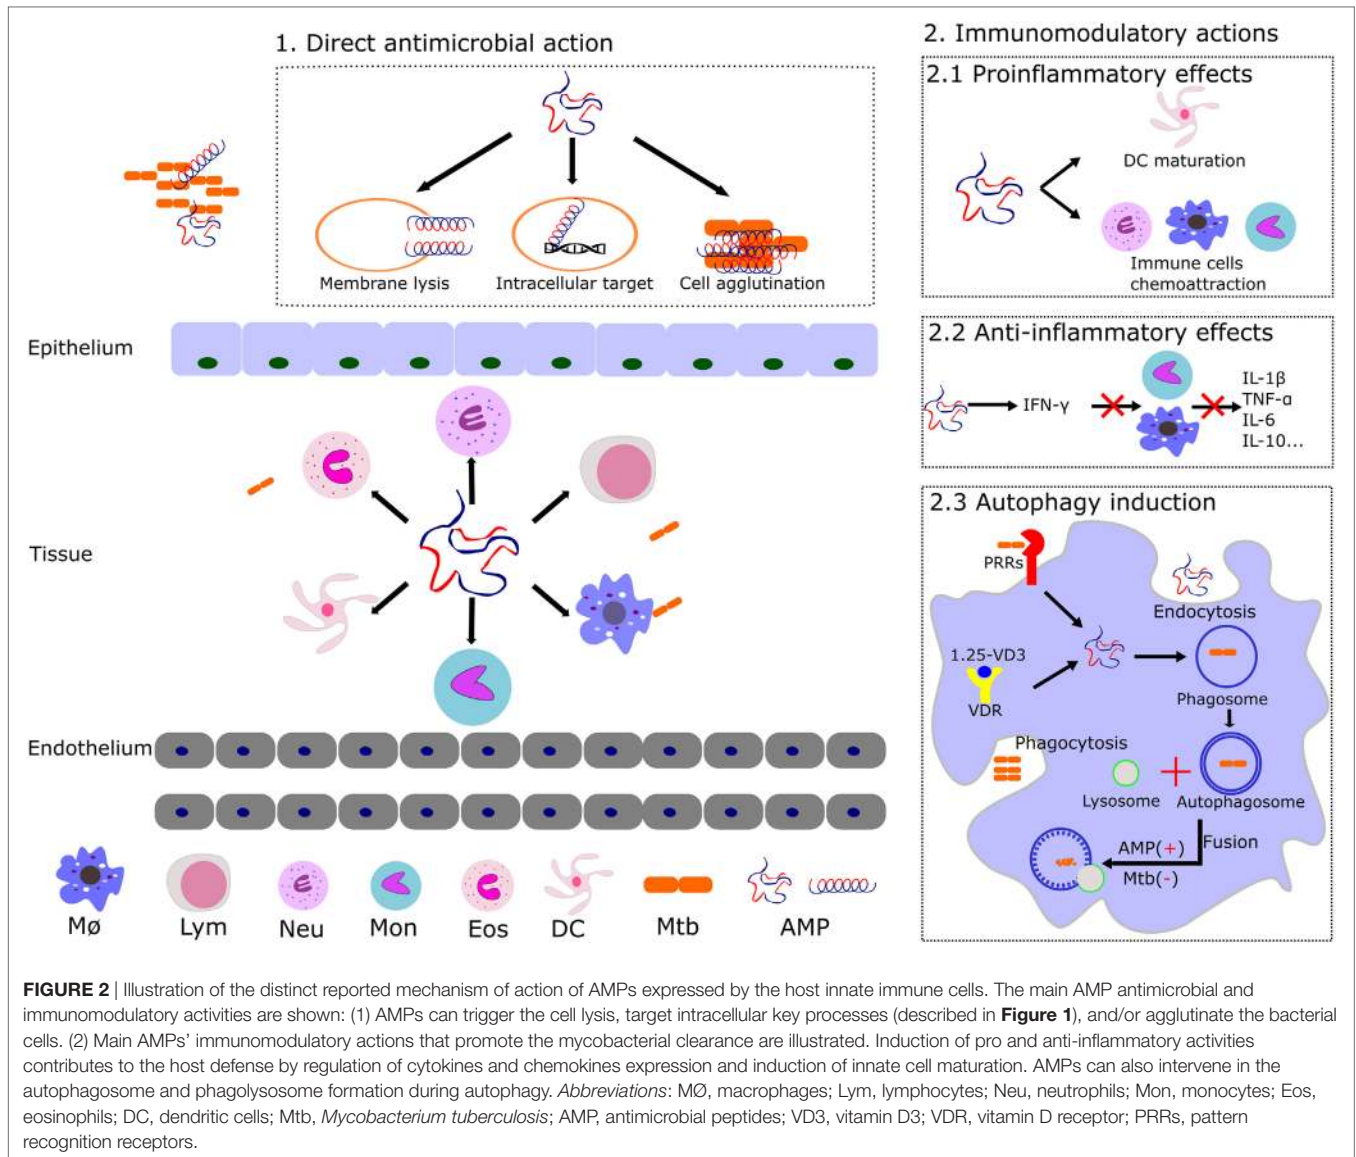 1. Direct antimicrobial action
Membrane lysis
Intracellular target
Cell agglutination
Epithelium
Tissue
Endothelium
Mø
Lym
Neu
Mon
Eos
DC
Mtb
AMP
2. Immunomodulatory actions
2.1 Proinflammatory effects
DC maturation
Immune cells
chemoattraction
2.2 Anti-inflammatory effects
IFN-γ
IL-1β
TNF-α
IL-6
IL-10...
2.3 Autophagy induction
PRRs
Endocytosis
1.25-VD3
VDR
Phagosome
Phagocytosis
Lysosome
Autophagosome
Fusion
AMP(+)
Mtb(-)
FIGURE 2 | Illustration of the distinct reported mechanism of action of AMPs expressed by the host innate immune cells. The main AMP antimicrobial and
immunomodulatory activities are shown: (1) AMPs can trigger the cell lysis, target intracellular key processes (described in Figure 1), and/or agglutinate the bacterial
cells. (2) Main AMPs' immunomodulatory actions that promote the mycobacterial clearance are illustrated. Induction of pro and anti-inflammatory activities
contributes to the host defense by regulation of cytokines and chemokines expression and induction of innate cell maturation. AMPs can also intervene in the
autophagosome and phagolysosome formation during autophagy. Abbreviations: MØ, macrophages; Lym, lymphocytes; Neu, neutrophils; Mon, monocytes; Eos,
eosinophils; DC, dendritic cells; Mtb, Mycobacterium tuberculosis; AMP, antimicrobial peptides; VD3, vitamin D3; VDR, vitamin D receptor; PRRs, pattern
recognition receptors.